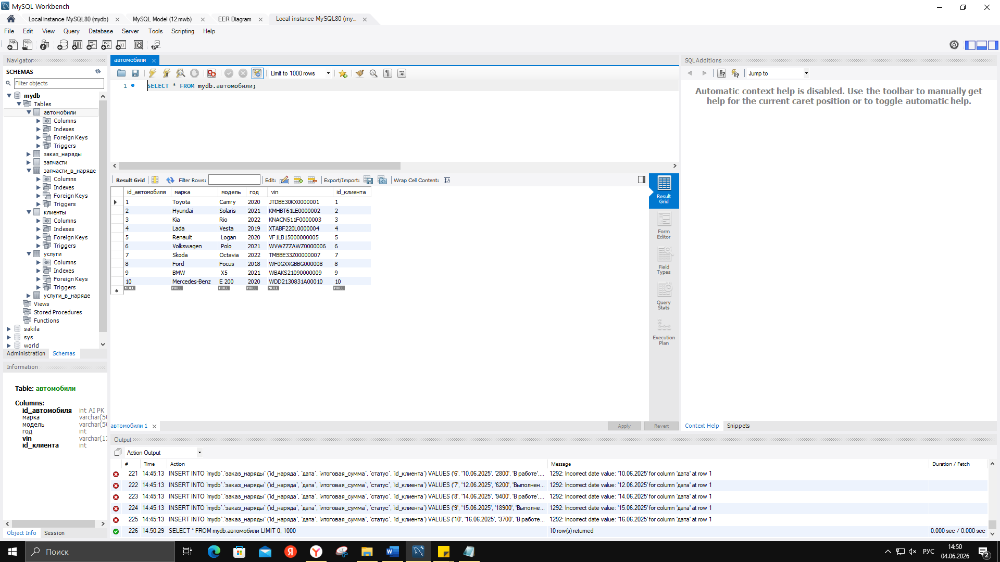 MySQL Workbench
Local instance MySQL80 (mydb)
MySQL Model (12.mwb)
EER Diagram
Local instance MySQL80 (my...
File Edit View Query Database Server Tools Scripting Help
Navigator
SCHEMAS
Filter objects
mydb
Tables
автомобили
Columns
Indexes
Foreign Keys
Triggers
заказ_наряды
запчасти
запчасти_в_наряде
Columns
Indexes
Foreign Keys
Triggers
клиенты
Columns
Indexes
Foreign Keys
Triggers
услуги
Columns
Indexes
Foreign Keys
Triggers
услуги_в_наряде
Views
Stored Procedures
Functions
sakila
sys
world
Administration Schemas
Information
Table: автомобили
Columns:
id_автомобиля int AI PK
марка varchar(50
модель varchar(50
год int
vin varchar(17
id_клиента int
Object Info Session
автомобили
Limit to 1000 rows
1 SELECT * FROM mydb.автомобили;
Result Grid Filter Rows: Edit: Export/Import: Wrap Cell Content:
id_автомобиля марка модель год vin id_клиента
1 Toyota Camry 2020 JTDBE30KX0000001 1
2 Hyundai Solaris 2021 KMHBT61LE0000002 2
3 Kia Rio 2022 KNACN511F0000003 3
4 Lada Vesta 2019 XTABF220L0000004 4
5 Renault Logan 2020 VF1LB15000000005 5
6 Volkswagen Polo 2021 WVWZZZAWZ0000006 6
7 Skoda Octavia 2022 TMBBE33Z00000007 7
8 Ford Focus 2018 WF0GXXGBBG000008 8
9 BMW X5 2021 WBAKS21090000009 9
10 Mercedes-Benz E 200 2020 WDD2130831A00010 10
NULL NULL NULL NULL NULL NULL
Result Grid
Form Editor
Field Types
Query Stats
Execution Plan
автомобили 1
Apply Revert
SQLAdditions
Jump to
Automatic context help is disabled. Use the toolbar to manually get
help for the current caret position or to toggle automatic help.
Context Help Snippets
Output
Action Output
# Time Action Message Duration / Fetch
221 14:45:13 INSERT INTO `mydb`.`заказ_наряды` (`id_наряда`, `дата`, `итоговая_сумма`, `статус`, `id_клиента`) VALUES ('6', '10.06.2025', '2800', 'В работе',... 1292: Incorrect date value: '10.06.2025' for column 'дата' at row 1
222 14:45:13 INSERT INTO `mydb`.`заказ_наряды` (`id_наряда`, `дата`, `итоговая_сумма`, `статус`, `id_клиента`) VALUES ('7', '12.06.2025', '6200', 'Выполнен... 1292: Incorrect date value: '12.06.2025' for column 'дата' at row 1
223 14:45:13 INSERT INTO `mydb`.`заказ_наряды` (`id_наряда`, `дата`, `итоговая_сумма`, `статус`, `id_клиента`) VALUES ('8', '14.06.2025', '9400', 'В работе',... 1292: Incorrect date value: '14.06.2025' for column 'дата' at row 1
224 14:45:13 INSERT INTO `mydb`.`заказ_наряды` (`id_наряда`, `дата`, `итоговая_сумма`, `статус`, `id_клиента`) VALUES ('9', '15.06.2025', '18900', 'Выполне... 1292: Incorrect date value: '15.06.2025' for column 'дата' at row 1
225 14:45:13 INSERT INTO `mydb`.`заказ_наряды` (`id_наряда`, `дата`, `итоговая_сумма`, `статус`, `id_клиента`) VALUES ('10', '16.06.2025', '3700', 'В работе... 1292: Incorrect date value: '16.06.2025' for column 'дата' at row 1
226 14:50:29 SELECT * FROM mydb.автомобили LIMIT 0, 1000 10 row(s) returned 0.000 sec / 0.000 sec
Поиск
РУС
14:50
04.06.2026
2